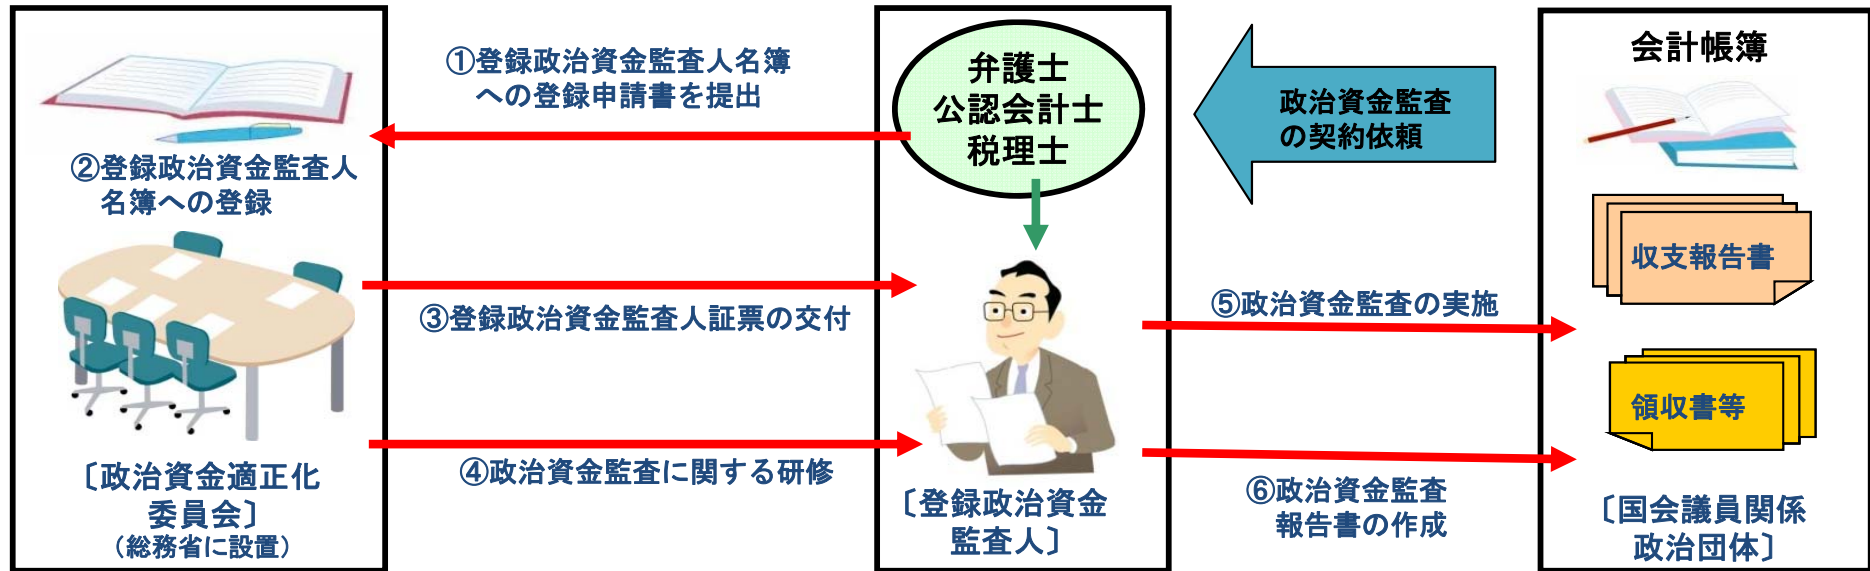 ①登録政治資金監査人名簿
への登録申請書を提出
②登録政治資金監査人
名簿への登録
③登録政治資金監査人証票の交付
④政治資金監査に関する研修
〔政治資金適正化
委員会〕
（総務省に設置）
弁護士
公認会計士
税理士
〔登録政治資金
監査人〕
政治資金監査
の契約依頼
⑤政治資金監査の実施
⑥政治資金監査
報告書の作成
会計帳簿
収支報告書
領収書等
〔国会議員関係
政治団体〕